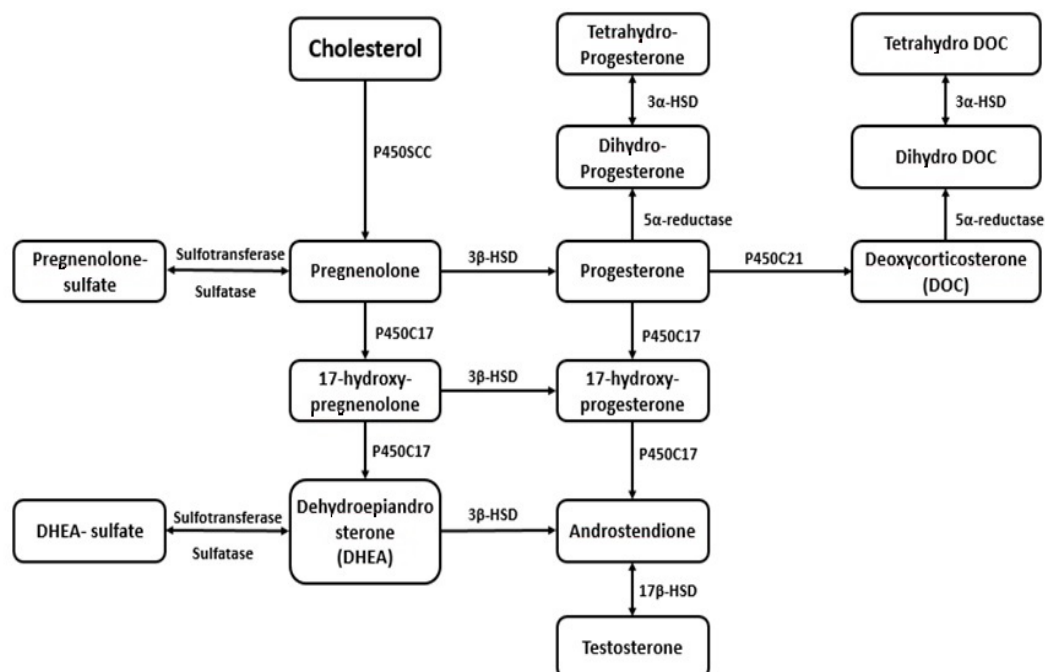 Cholesterol
Tetrahydro-
Progesterone
Tetrahydro DOC
3α-HSD
3α-HSD
P450SCC
Dihydro-
Progesterone
Dihydro DOC
5α-reductase
5α-reductase
Pregnenolone-
sulfate
Sulfotransferase
Sulfatase
Pregnenolone
3β-HSD
Progesterone
P450C21
Deoxycorticosterone
(DOC)
P450C17
P450C17
17-hydroxy-
pregnenolone
3β-HSD
17-hydroxy-
progesterone
P450C17
P450C17
DHEA- sulfate
Sulfotransferase
Sulfatase
Dehydroepiandro
sterone
(DHEA)
3β-HSD
Androstendione
17β-HSD
Testosterone